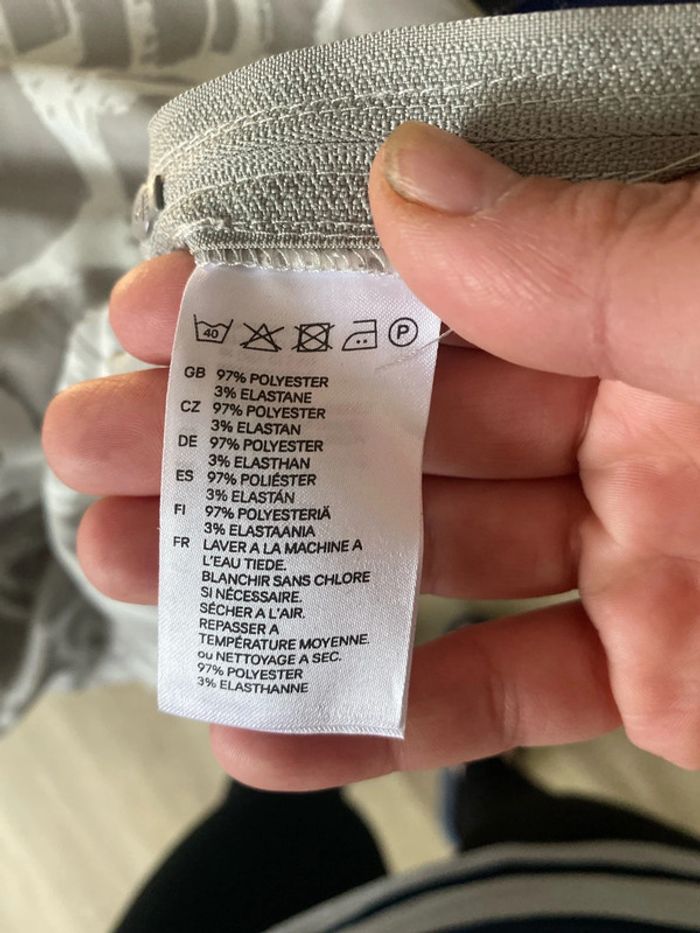 40 P
GB 97% POLYESTER
3% ELASTANE
CZ 97% POLYESTER
3% ELASTAN
DE 97% POLYESTER
3% ELASTHAN
ES 97% POLIÉSTER
3% ELASTÁN
FI 97% POLYESTERIÄ
3% ELASTAANIA
FR LAVER A LA MACHINE A
L'EAU TIEDE.
BLANCHIR SANS CHLORE
SI NÉCESSAIRE.
SÉCHER A L'AIR.
REPASSER A
TEMPÉRATURE MOYENNE.
ou NETTOYAGE A SEC.
97% POLYESTER
3% ELASTHANNE